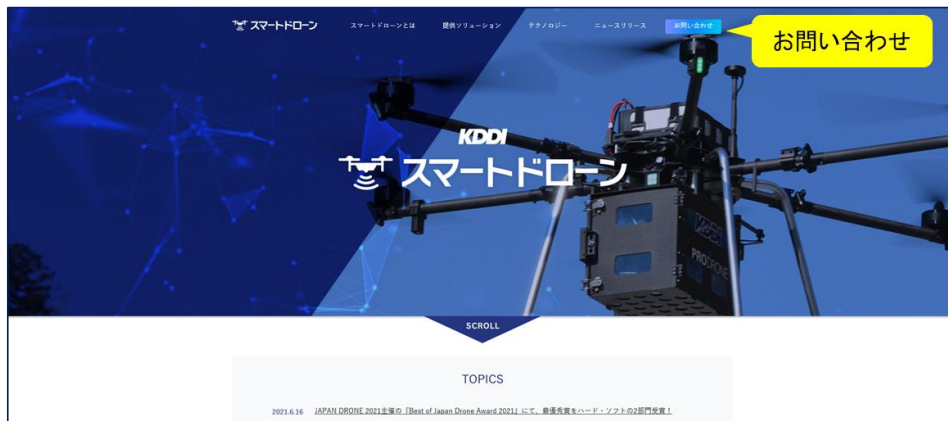 スマートドローン
スマートドローンとは
提供ソリューション
テクノロジー
ニュースリリース
お問い合わせ
お問い合わせ
KDDI
スマートドローン
KDDI
PRODRONE
SCROLL
TOPICS
2021.6.16 JAPAN DRONE 2021主催の「Best of Japan Drone Award 2021」にて、最優秀賞をハード・ソフトの2部門受賞！